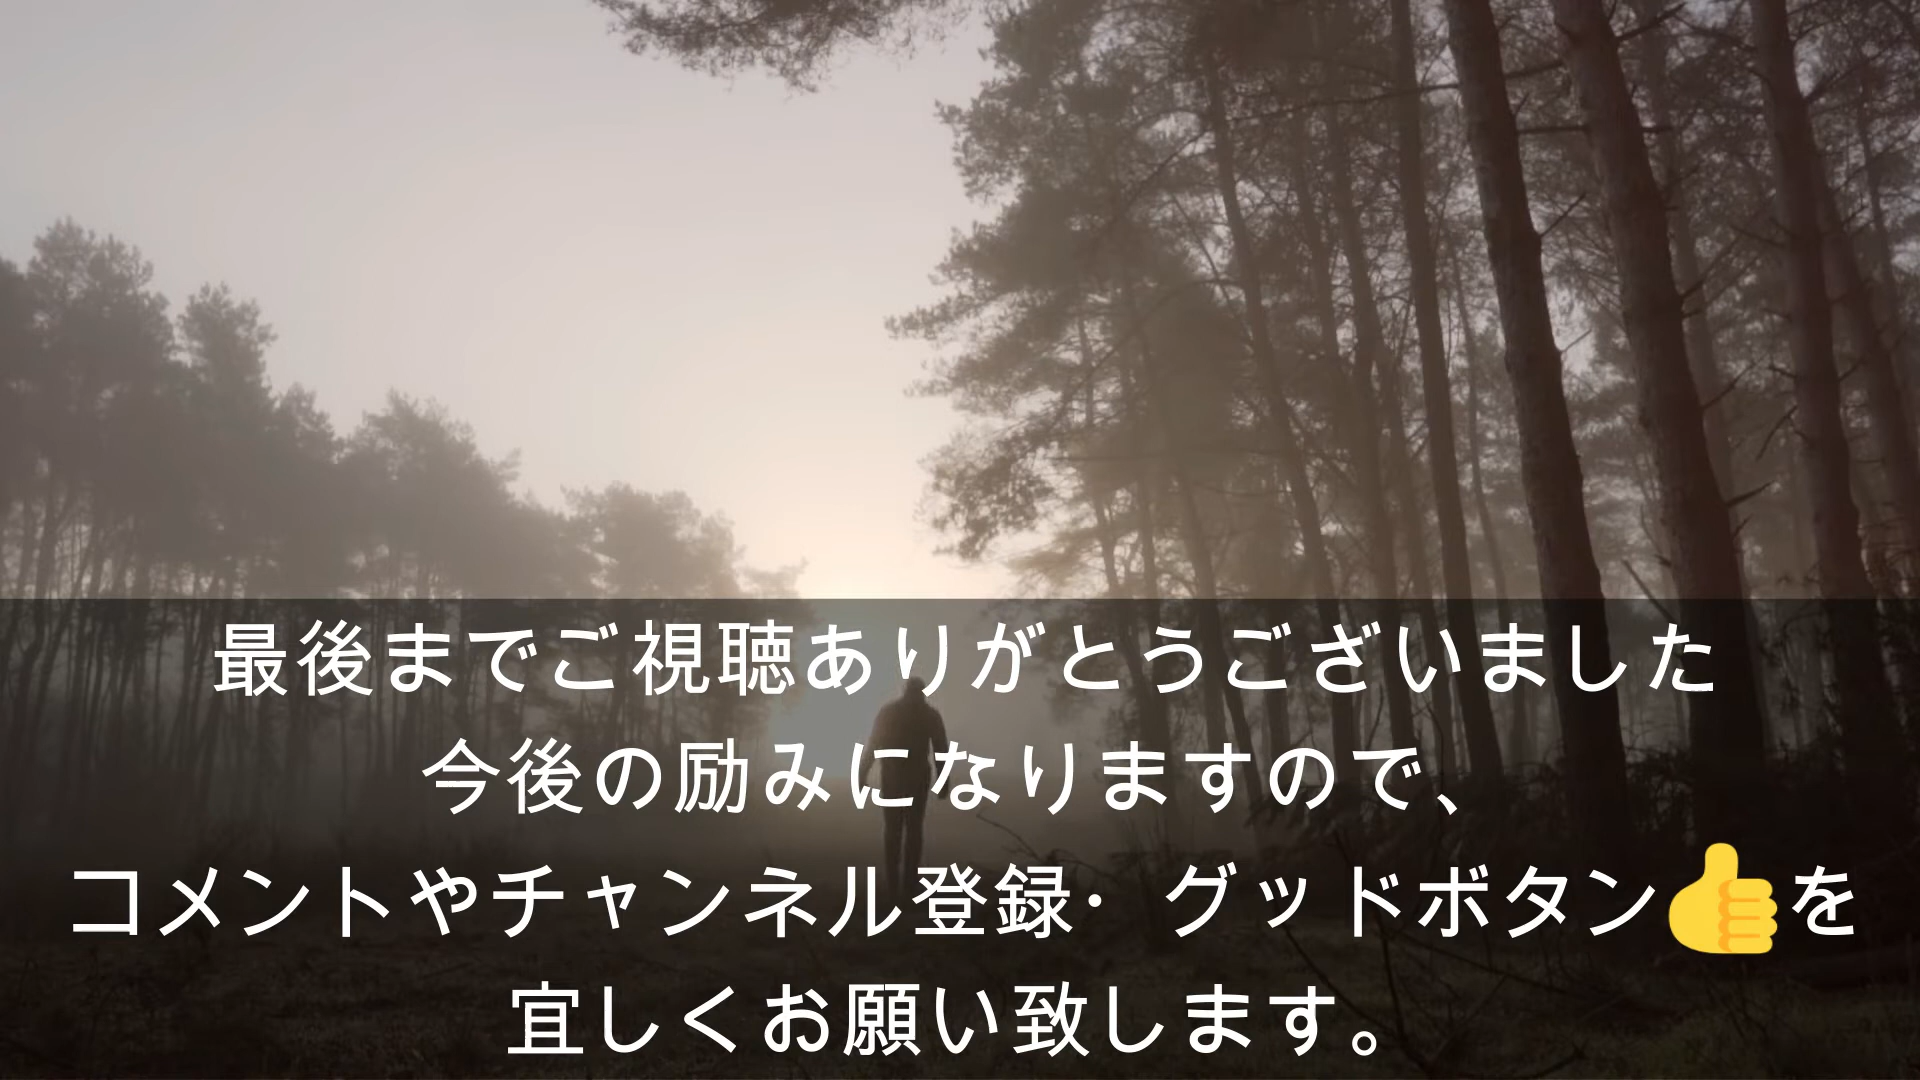 最後までご視聴ありがとうございました
今後の励みになりますので、
コメントやチャンネル登録・グッドボタン👍を
宜しくお願い致します。